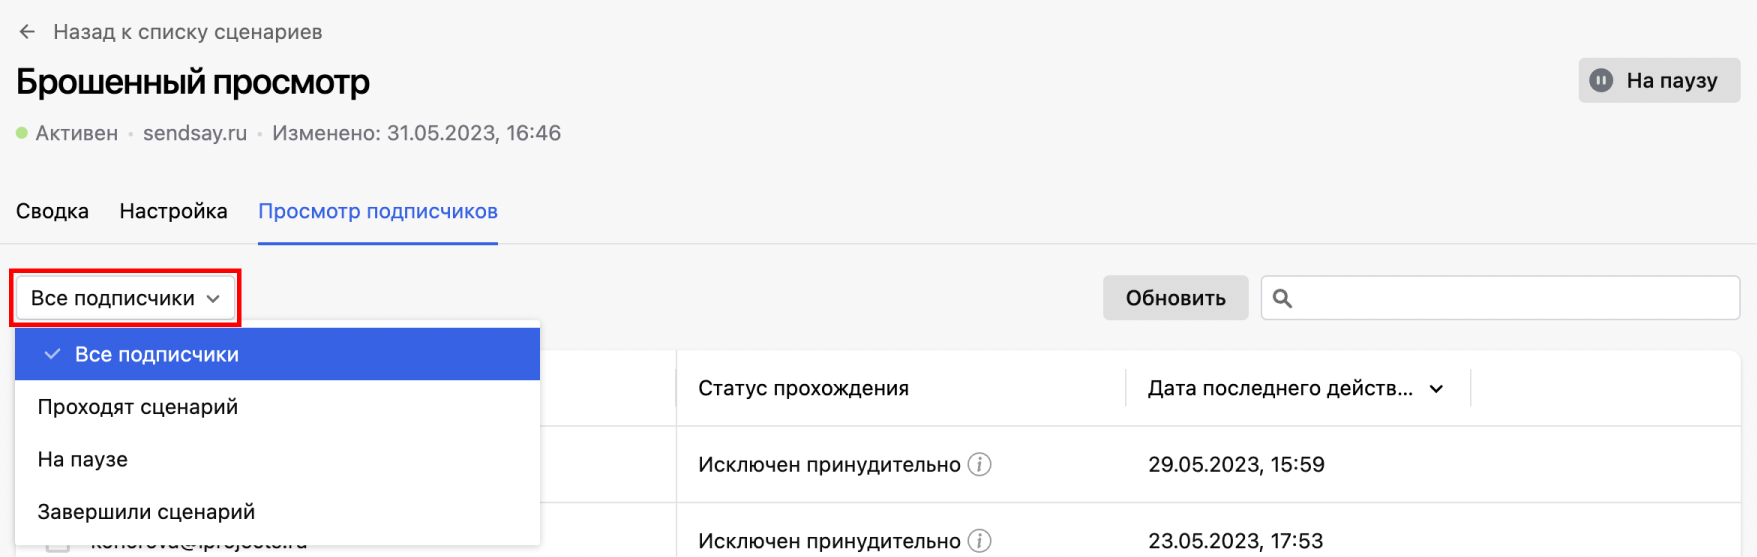 ← Назад к списку сценариев
Брошенный просмотр
На паузу
Активен • sendsay.ru • Изменено: 31.05.2023, 16:46
Сводка Настройка Просмотр подписчиков
Все подписчики
Обновить
Все подписчики
Проходят сценарий
На паузе
Завершили сценарий
Статус прохождения Дата последнего действ...
Исключен принудительно 29.05.2023, 15:59
Исключен принудительно 23.05.2023, 17:53